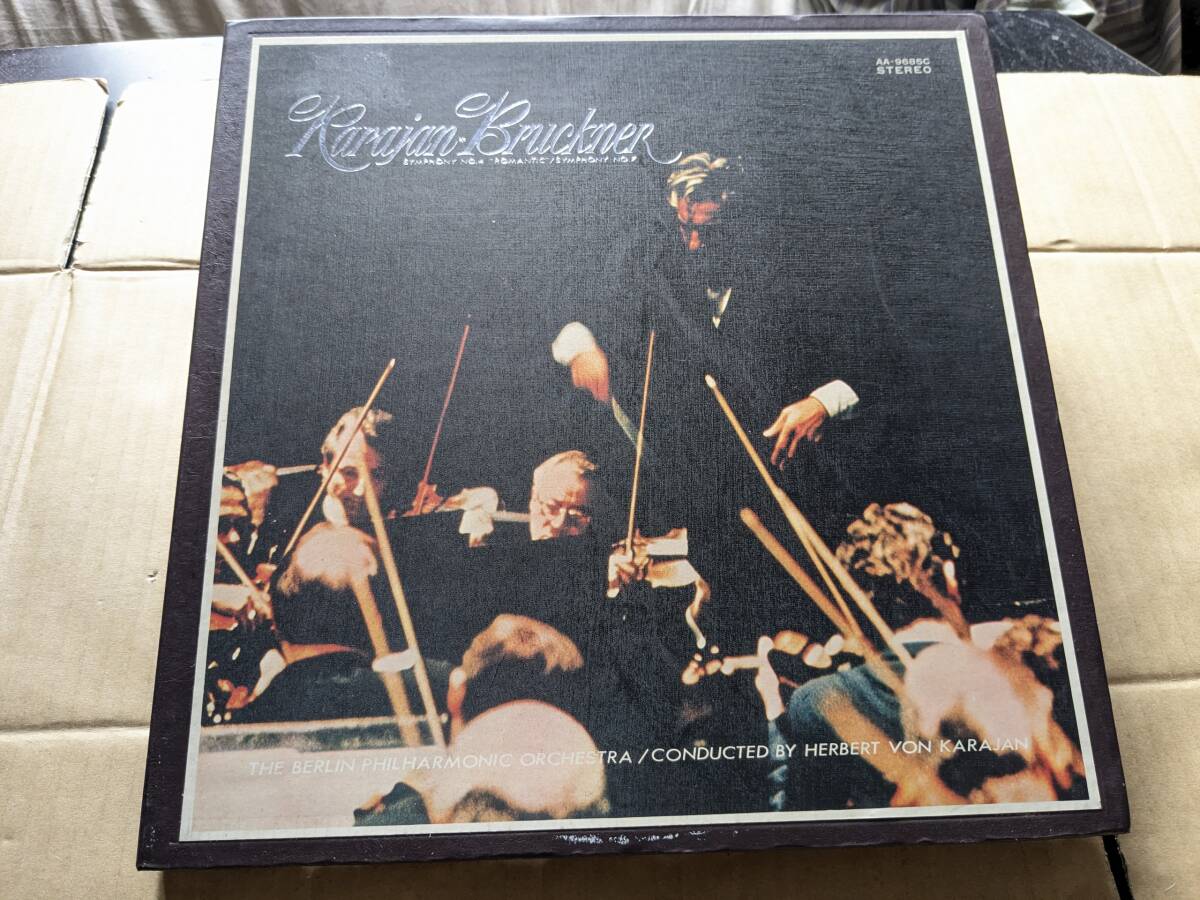 AA-9685C
STEREO
Karajan Bruckner
SYMPHONY NO.4 "ROMANTIC"/SYMPHONY NO.7
THE BERLIN PHILHARMONIC ORCHESTRA/CONDUCTED BY HERBERT VON KARAJAN